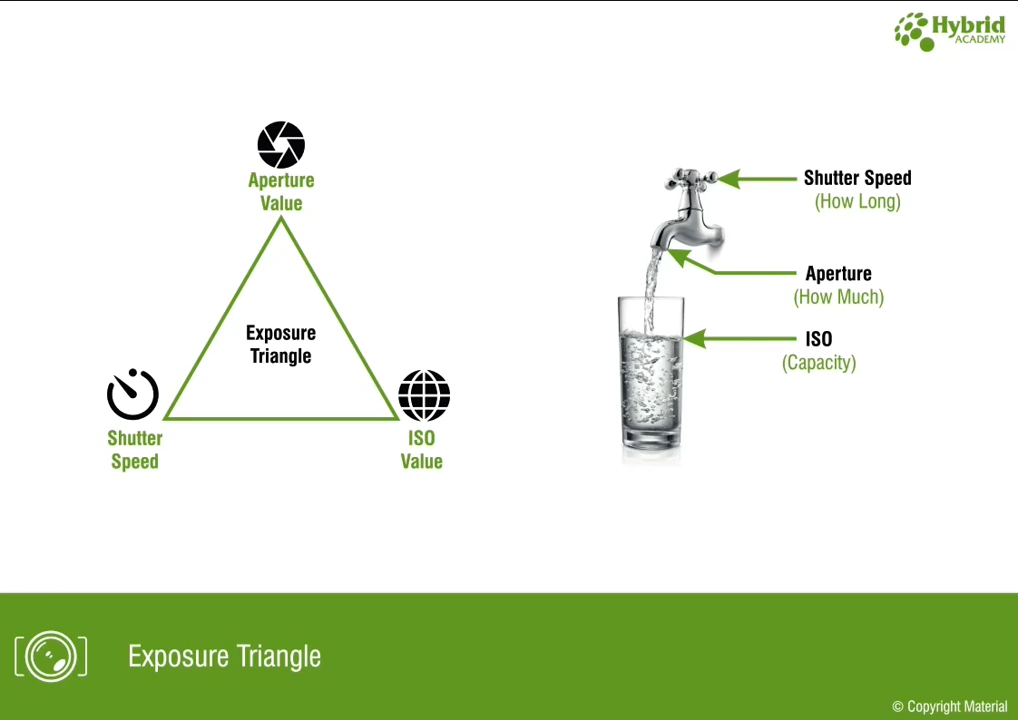 Hybrid
ACADEMY
Aperture
Value
Exposure
Triangle
Shutter
Speed
ISO
Value
Shutter Speed
(How Long)
Aperture
(How Much)
ISO
(Capacity)
Exposure Triangle
© Copyright Material